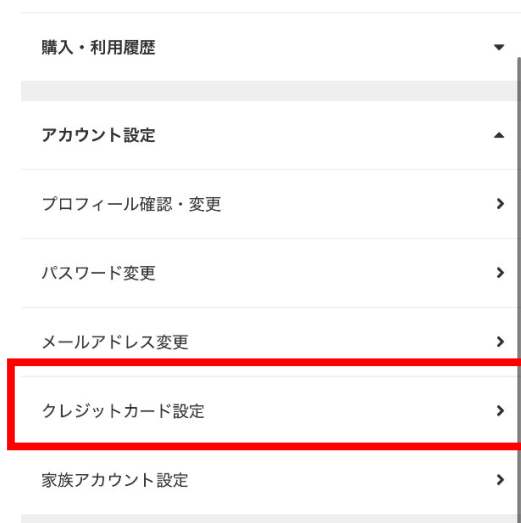 購入・利用履歴
アカウント設定
プロフィール確認・変更
パスワード変更
メールアドレス変更
クレジットカード設定
家族アカウント設定